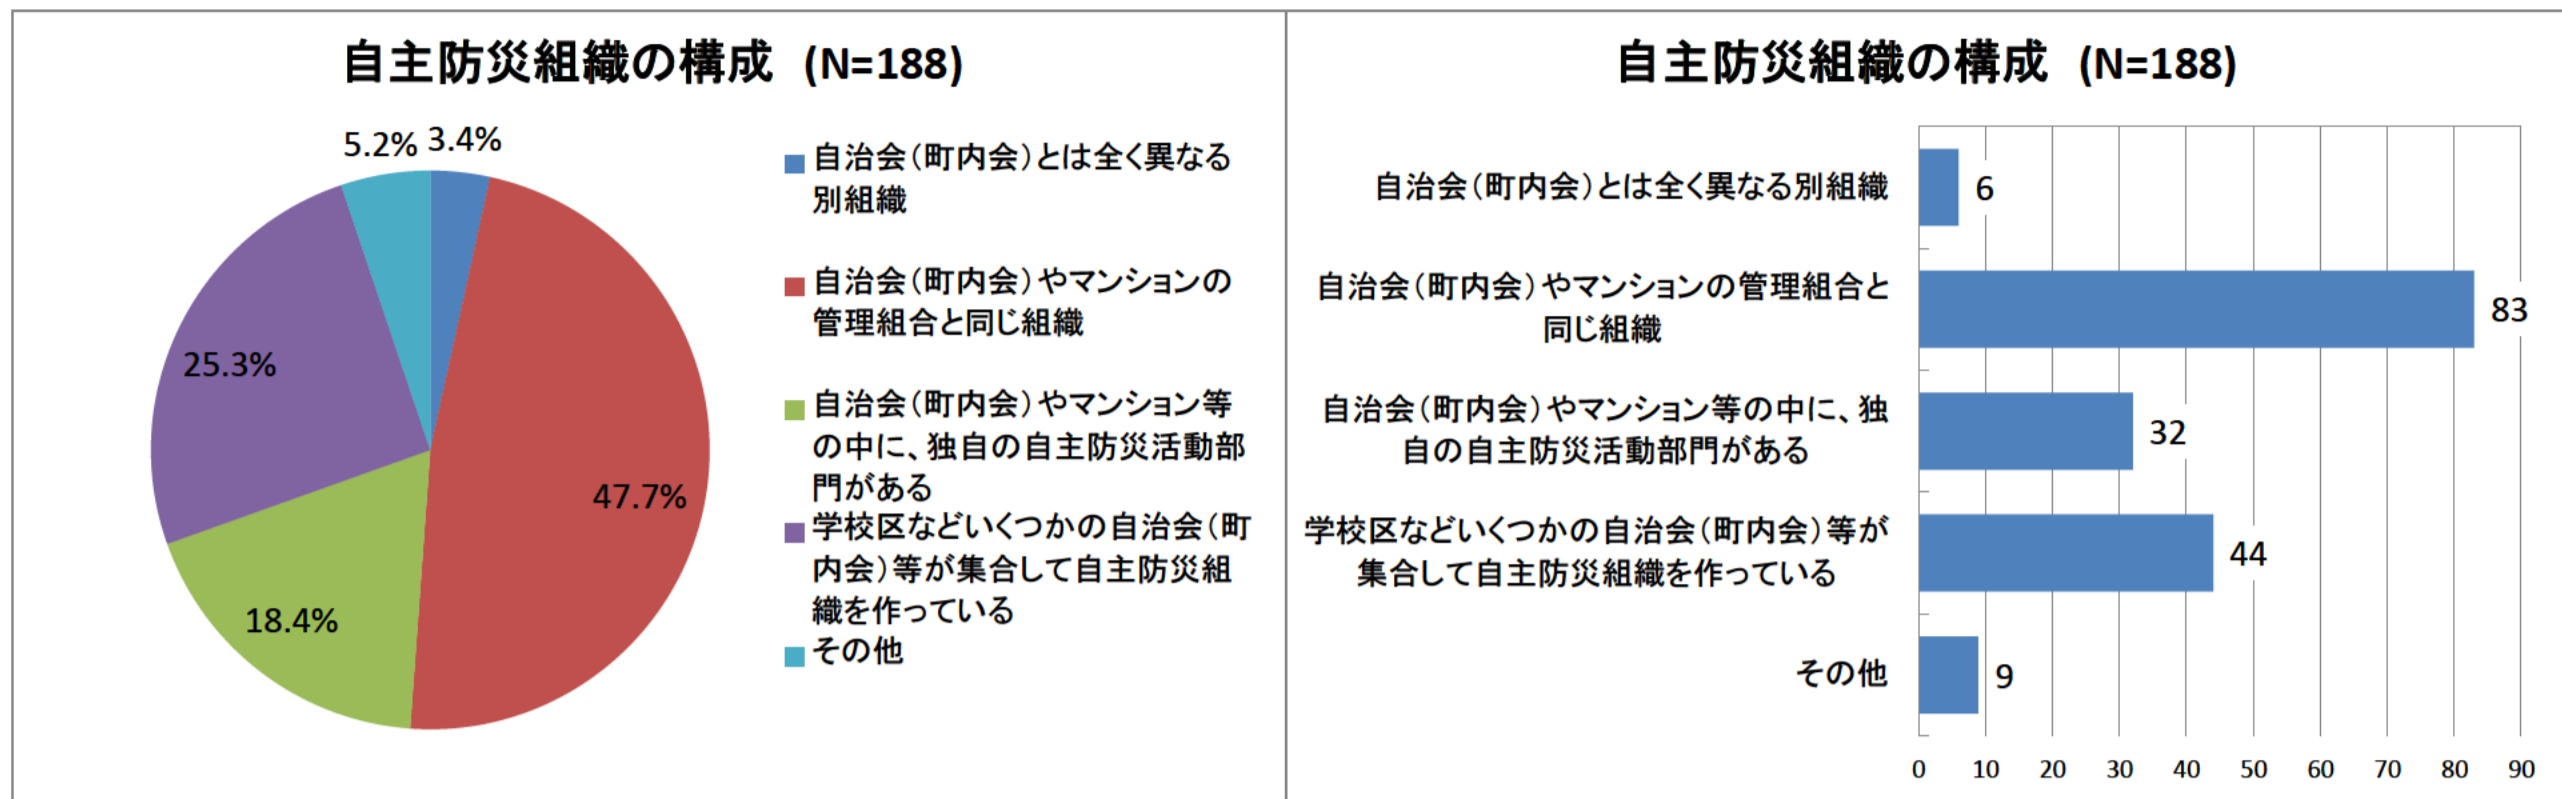 自主防災組織の構成 (N=188)
5.2% 3.4%
25.3%
47.7%
18.4%
自治会(町内会)とは全く異なる
別組織
自治会(町内会)やマンションの
管理組合と同じ組織
自治会(町内会)やマンション等
の中に、独自の自主防災活動部
門がある
学校区などいくつかの自治会(町
内会)等が集合して自主防災組
織を作っている
その他
自主防災組織の構成 (N=188)
自治会(町内会)とは全く異なる別組織
6
自治会(町内会)やマンションの管理組合と
同じ組織
83
自治会(町内会)やマンション等の中に、独
自の自主防災活動部門がある
32
学校区などいくつかの自治会(町内会)等が
集合して自主防災組織を作っている
44
その他
9
0 10 20 30 40 50 60 70 80 90